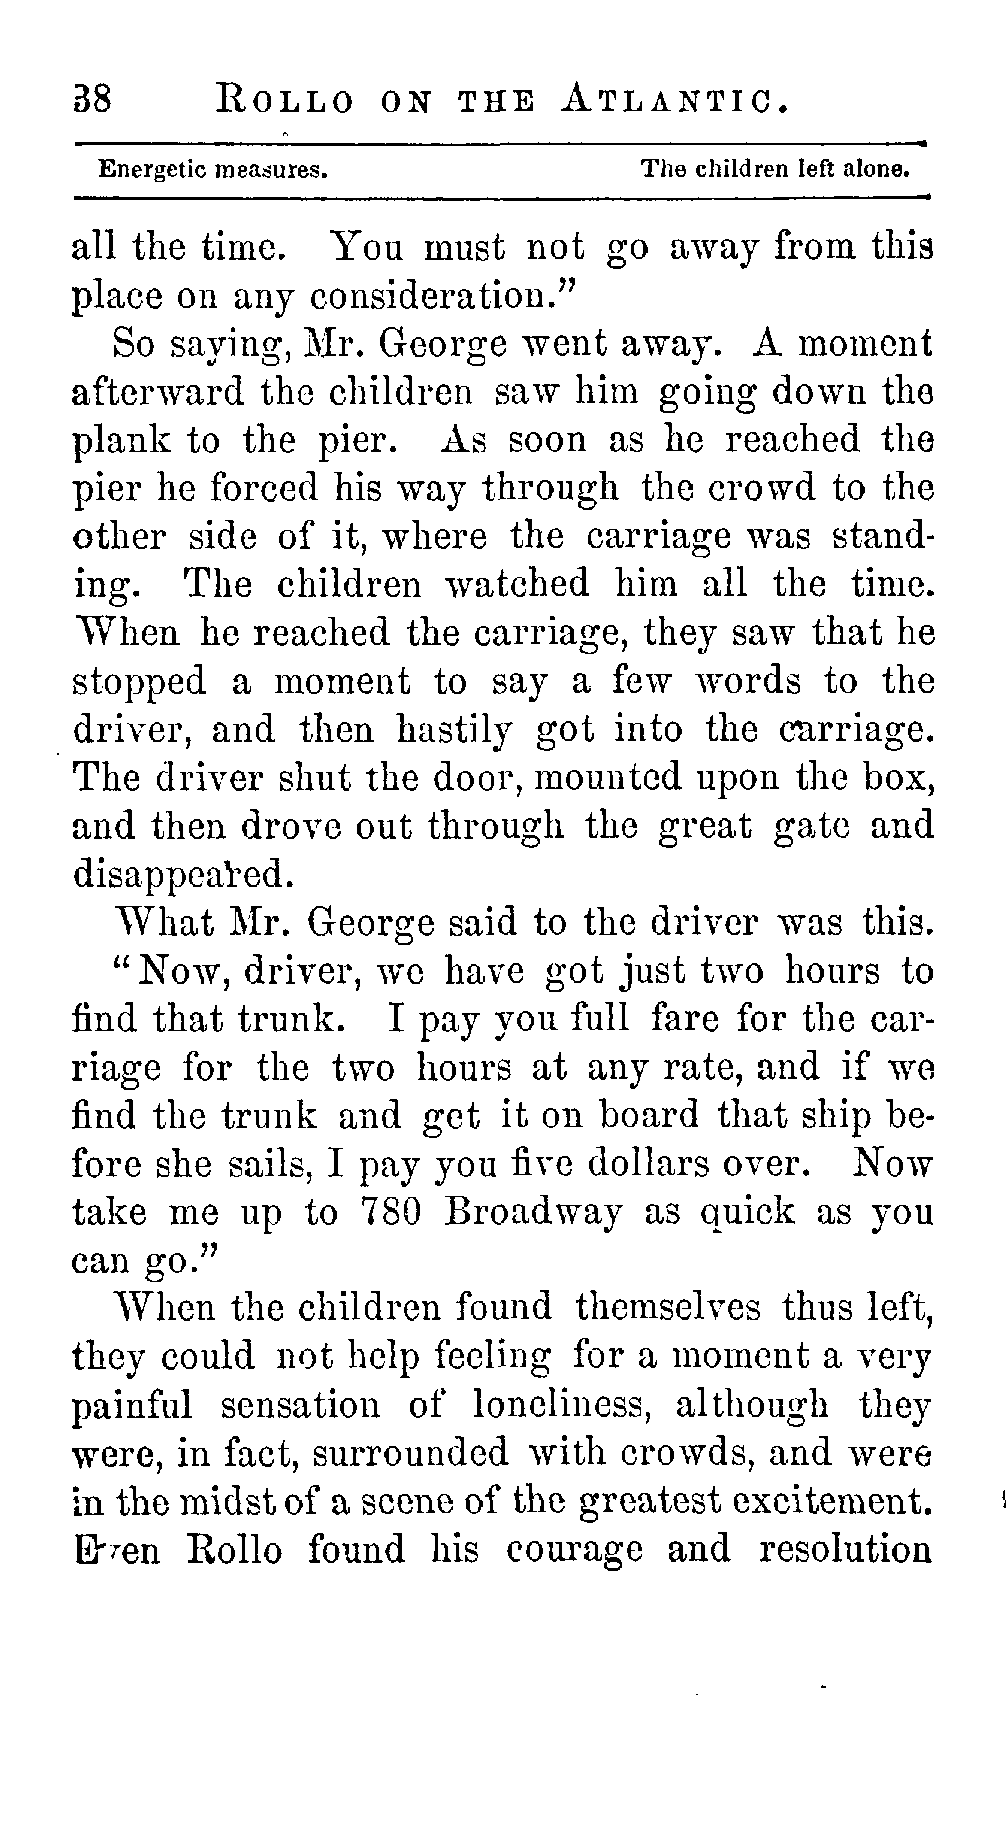 38 ROLLO ON THE ATLANTIC.
Energetic measures. The children left alone.
all the time. You must not go away from this
place on any consideration.”
So saying, Mr. George went away. A moment
afterward the children saw him going down the
plank to the pier. As soon as he reached the
pier he forced his way through the crowd to the
other side of it, where the carriage was stand-
ing. The children watched him all the time.
When he reached the carriage, they saw that he
stopped a moment to say a few words to the
driver, and then hastily got into the carriage.
The driver shut the door, mounted upon the box,
and then drove out through the great gate and
disappeared.
What Mr. George said to the driver was this.
“Now, driver, we have got just two hours to
find that trunk. I pay you full fare for the car-
riage for the two hours at any rate, and if we
find the trunk and get it on board that ship be-
fore she sails, I pay you five dollars over. Now
take me up to 780 Broadway as quick as you
can go.”
When the children found themselves thus left,
they could not help feeling for a moment a very
painful sensation of loneliness, although they
were, in fact, surrounded with crowds, and were
in the midst of a scene of the greatest excitement.
Even Rollo found his courage and resolution